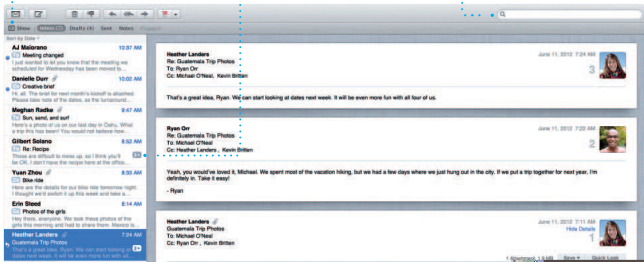 Show Inbox Drafts (4) Sent Notes
Sort by Date
AJ Maiorano 10:37 AM
Meeting changed
I just wanted to let you know that the meeting we
scheduled for Wednesday has been moved to...
Danielle Durr 10:02 AM
Creative brief
Hi, all. The brief for next month's kickoff is attached.
Please take note of the dates, as the turnaround...
Meghan Radke 9:47 AM
Sun, sand, and surf
Here's a photo of us on our last day in Oahu. What
a trip this has been! You would not believe how...
Gilbert Solano 8:52 AM
Re: Recipe
Those are difficult to make up, so I think you'll
be OK. I don't have the recipe here at the office...
Yuan Zhou 8:33 AM
Bike ride
Here are the details for our bike ride tomorrow night.
I thought we'd switch it up this week and take a...
Erin Steed 8:14 AM
Photos of the girls
Hey there, everyone. We took these photos of the
girls this morning and had to share them.
Heather Landers 7:24 AM
Guatemala Trip Photos
That's a great idea, Ryan. We can start looking at
dates next week. It will be even more fun with all...
Heather Landers June 11, 2012 7:24 AM
Re: Guatemala Trip Photos
To: Ryan Orr
Cc: Michael O'Neal, Kevin Britten
3
That's a great idea, Ryan. We can start looking at dates next week. It will be even more fun with all four of us.
Ryan Orr June 11, 2012 7:22 AM
Re: Guatemala Trip Photos
To: Michael O'Neal
Cc: Heather Landers, Kevin Britten
2
Yeah, you would've loved it, Michael. We spent most of the vacation hiking, but we had a few days where we just hung out in the city. If we put a trip together for next year, I'm
definitely in. Take it easy!
- Ryan
Heather Landers June 11, 2012 7:11 AM
Guatemala Trip Photos Hide Details
To: Michael O'Neal
Cc: Ryan Orr, Kevin Britten
1
1 Attachment, 1.9 MB Save Quick Look